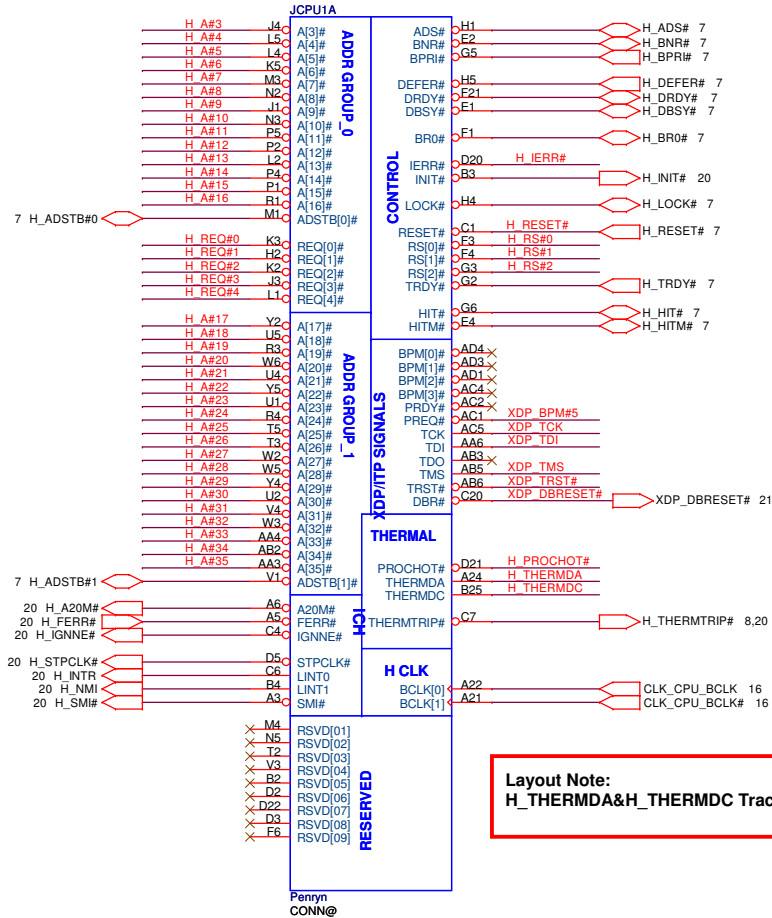 JCPU1A
H_A#3 J4 A[3]# ADS# H1 H_ADS# 7
H_A#4 L5 A[4]# BNR# E2 H_BNR# 7
H_A#5 L4 A[5]# BPRI# G5 H_BPRI# 7
H_A#6 K5 A[6]#
H_A#7 M3 A[7]# DEFER# H5 H_DEFER# 7
H_A#8 N2 A[8]# DRDY# F21 H_DRDY# 7
H_A#9 J1 A[9]# DBSY# E1 H_DBSY# 7
H_A#10 N3 A[10]#
H_A#11 P5 A[11]# BR0# F1 H_BR0# 7
H_A#12 P2 A[12]#
H_A#13 L2 A[13]# IERR# D20 H_IERR#
H_A#14 P4 A[14]# INIT# B3 H_INIT# 20
H_A#15 P1 A[15]#
H_A#16 R1 A[16]# LOCK# H4 H_LOCK# 7
7 H_ADSTB#0 M1 ADSTB[0]#
ADDR GROUP_0
CONTROL
RESET# C1 H_RESET# H_RESET# 7
H_REQ#0 K3 REQ[0]# RS[0]# F3 H_RS#0
H_REQ#1 H2 REQ[1]# RS[1]# F4 H_RS#1
H_REQ#2 K2 REQ[2]# RS[2]# G3 H_RS#2
H_REQ#3 J3 REQ[3]# TRDY# G2 H_TRDY# 7
H_REQ#4 L1 REQ[4]#
HIT# G6 H_HIT# 7
H_A#17 Y2 A[17]# HITM# E4 H_HITM# 7
H_A#18 U5 A[18]#
H_A#19 R3 A[19]# BPM[0]# AD4
H_A#20 W6 A[20]# BPM[1]# AD3
H_A#21 U4 A[21]# BPM[2]# AD1
H_A#22 Y5 A[22]# BPM[3]# AC4
H_A#23 U1 A[23]# PRDY# AC2
H_A#24 R4 A[24]# PREQ# AC1 XDP_BPM#5
H_A#25 T5 A[25]# TCK AC5 XDP_TCK
H_A#26 T3 A[26]# TDI AA6 XDP_TDI
H_A#27 W2 A[27]# TDO AB3
H_A#28 W5 A[28]# TMS AB5 XDP_TMS
H_A#29 Y4 A[29]# TRST# AB6 XDP_TRST#
H_A#30 U2 A[30]# DBR# C20 XDP_DBRESET# XDP_DBRESET# 21
H_A#31 V4 A[31]#
H_A#32 W3 A[32]#
H_A#33 AA4 A[33]#
H_A#34 AB2 A[34]#
H_A#35 AA3 A[35]#
7 H_ADSTB#1 V1 ADSTB[1]#
ADDR GROUP_1
XDP/ITP SIGNALS
THERMAL
PROCHOT# D21 H_PROCHOT#
THERMDA A24 H_THERMDA
THERMDC B25 H_THERMDC
20 H_A20M# A6 A20M#
20 H_FERR# A5 FERR# THERMTRIP# C7 H_THERMTRIP# 8,20
20 H_IGNNE# C4 IGNNE#
ICH
20 H_STPCLK# D5 STPCLK#
20 H_INTR C6 LINT0
20 H_NMI B4 LINT1
20 H_SMI# A3 SMI#
H CLK
BCLK[0] A22 CLK_CPU_BCLK 16
BCLK[1] A21 CLK_CPU_BCLK# 16
M4 RSVD[01]
N5 RSVD[02]
T2 RSVD[03]
V3 RSVD[04]
B2 RSVD[05]
D2 RSVD[06]
D22 RSVD[07]
D3 RSVD[08]
F6 RSVD[09]
RESERVED
Layout Note:
H_THERMDA&H_THERMDC Trac
Penryn
CONN@